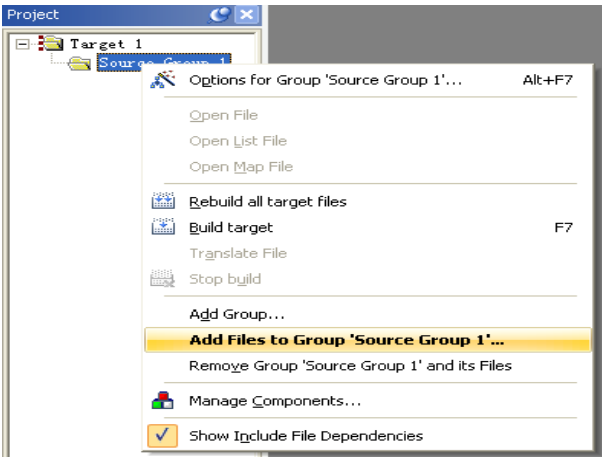 Project
Target 1
Source Group 1
Options for Group 'Source Group 1'... Alt+F7
Open File
Open List File
Open Map File
Rebuild all target files
Build target F7
Translate File
Stop build
Add Group...
Add Files to Group 'Source Group 1'...
Remove Group 'Source Group 1' and its Files
Manage Components...
Show Include File Dependencies